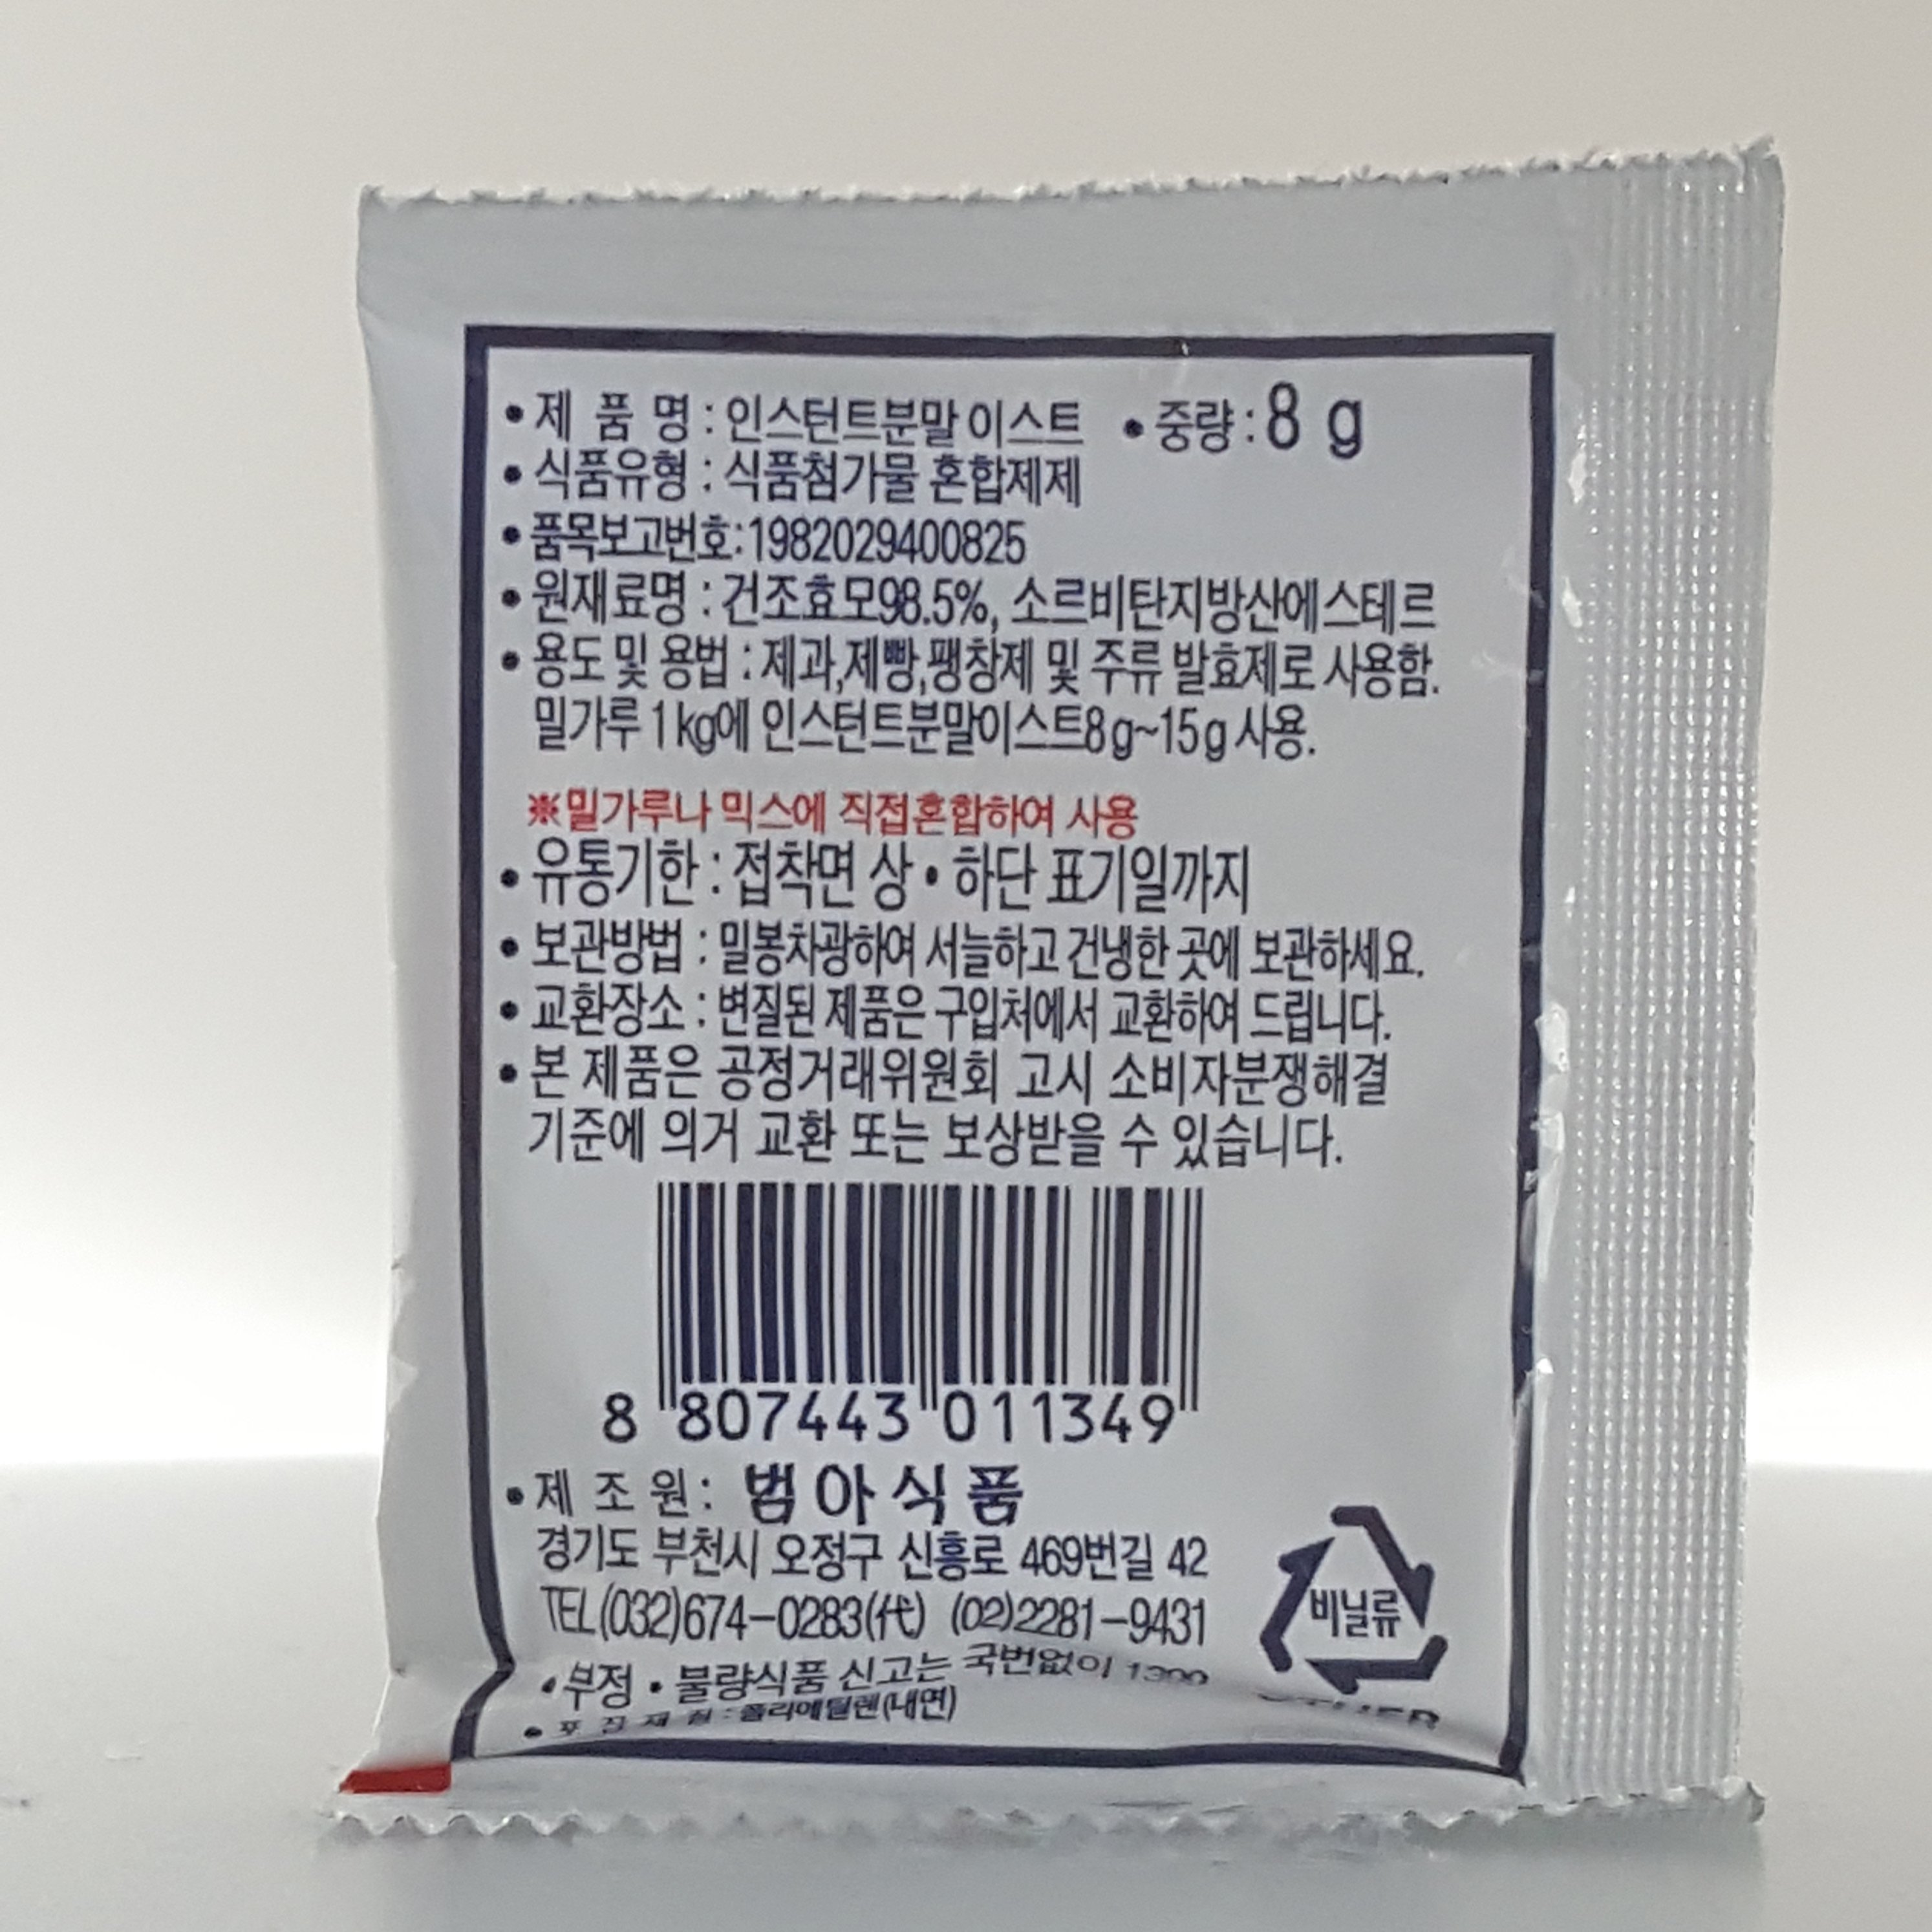 • 제 품 명 : 인스턴트분말 이스트 • 중량 : 8 g
• 식품유형 : 식품첨가물 혼합제제
• 품목보고번호:1982029400825
• 원재료명 : 건조효모98.5%, 소르비탄지방산에스테르
• 용도 및 용법 : 제과,제빵,팽창제 및 주류 발효제로 사용함.
밀가루 1kg에 인스턴트분말이스트8g~15g 사용.
※밀가루나 믹스에 직접혼합하여 사용
• 유통기한 : 접착면 상 • 하단 표기일까지
• 보관방법 : 밀봉차광하여 서늘하고 건냉한 곳에 보관하세요.
• 교환장소 : 변질된 제품은 구입처에서 교환하여 드립니다.
• 본 제품은 공정거래위원회 고시 소비자분쟁해결
기준에 의거 교환 또는 보상받을 수 있습니다.
8 807443 011349
• 제 조 원 : 범아식품
경기도 부천시 오정구 신흥로 469번길 42
TEL(032)674-0283(代) (02)2281-9431
비닐류
• 부정 • 불량식품 신고는 국번없이
OTHER
• 포 장 재 질 : 폴리에틸렌(내면)